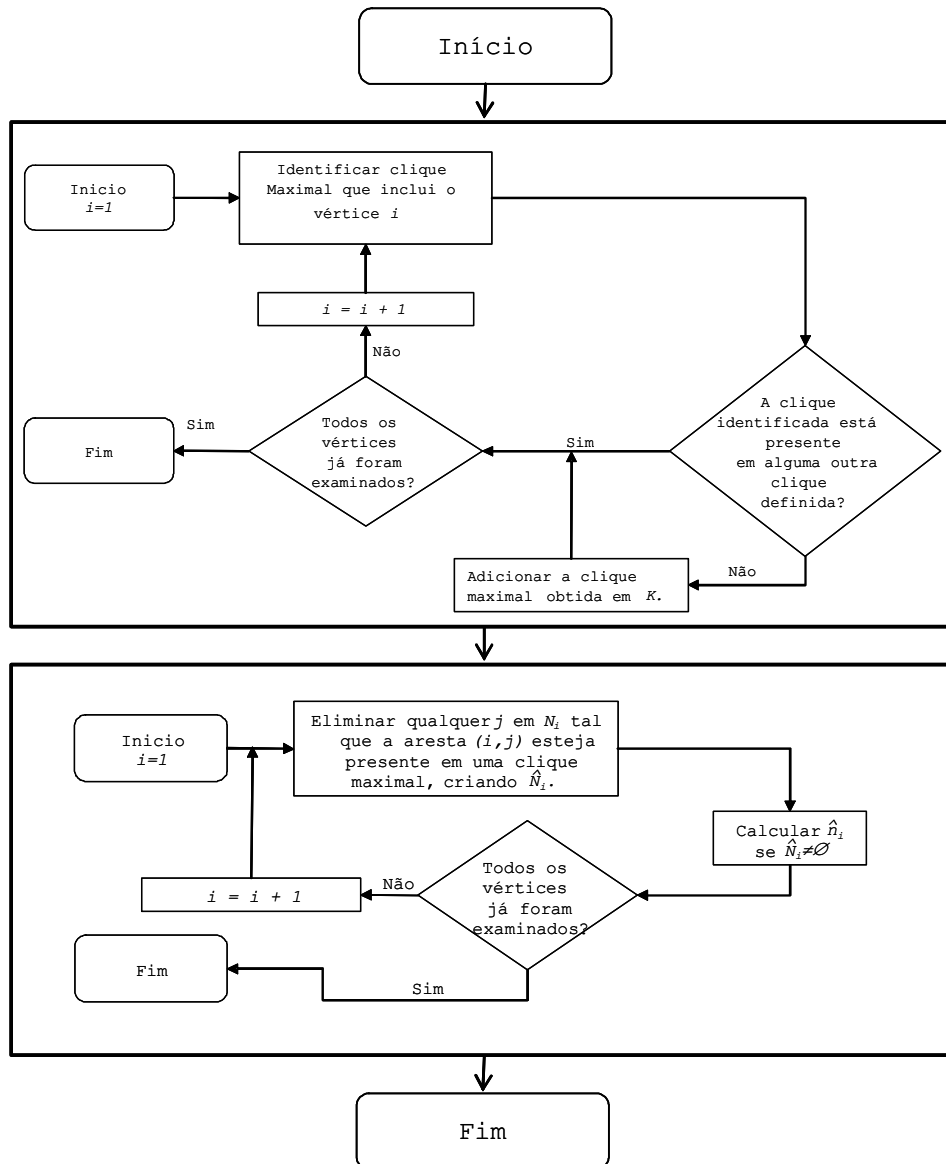 Início
Inicio
i=1
Identificar clique
Maximal que inclui o
vértice i
i = i + 1
Não
Todos os
vértices
já foram
examinados?
Sim
Fim
Sim
A clique
identificada está
presente
em alguma outra
clique
definida?
Não
Adicionar a clique
maximal obtida em K.
Inicio
i=1
Eliminar qualquer j em Nᵢ tal
que a aresta (i,j) esteja
presente em uma clique
maximal, criando N̂ᵢ.
Calcular n̂ᵢ
se N̂ᵢ≠∅
Todos os
vértices
já foram
examinados?
Não
i = i + 1
Sim
Fim
Fim